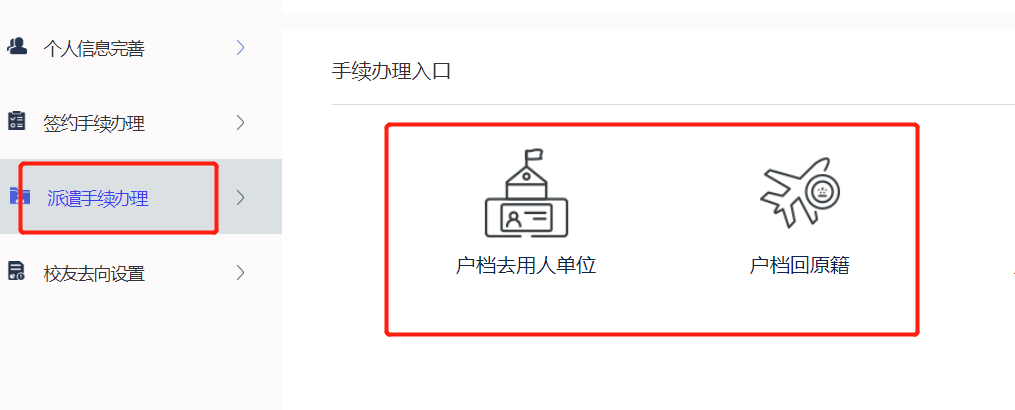 个人信息完善
签约手续办理
派遣手续办理
校友去向设置
手续办理入口
户档去用人单位
户档回原籍